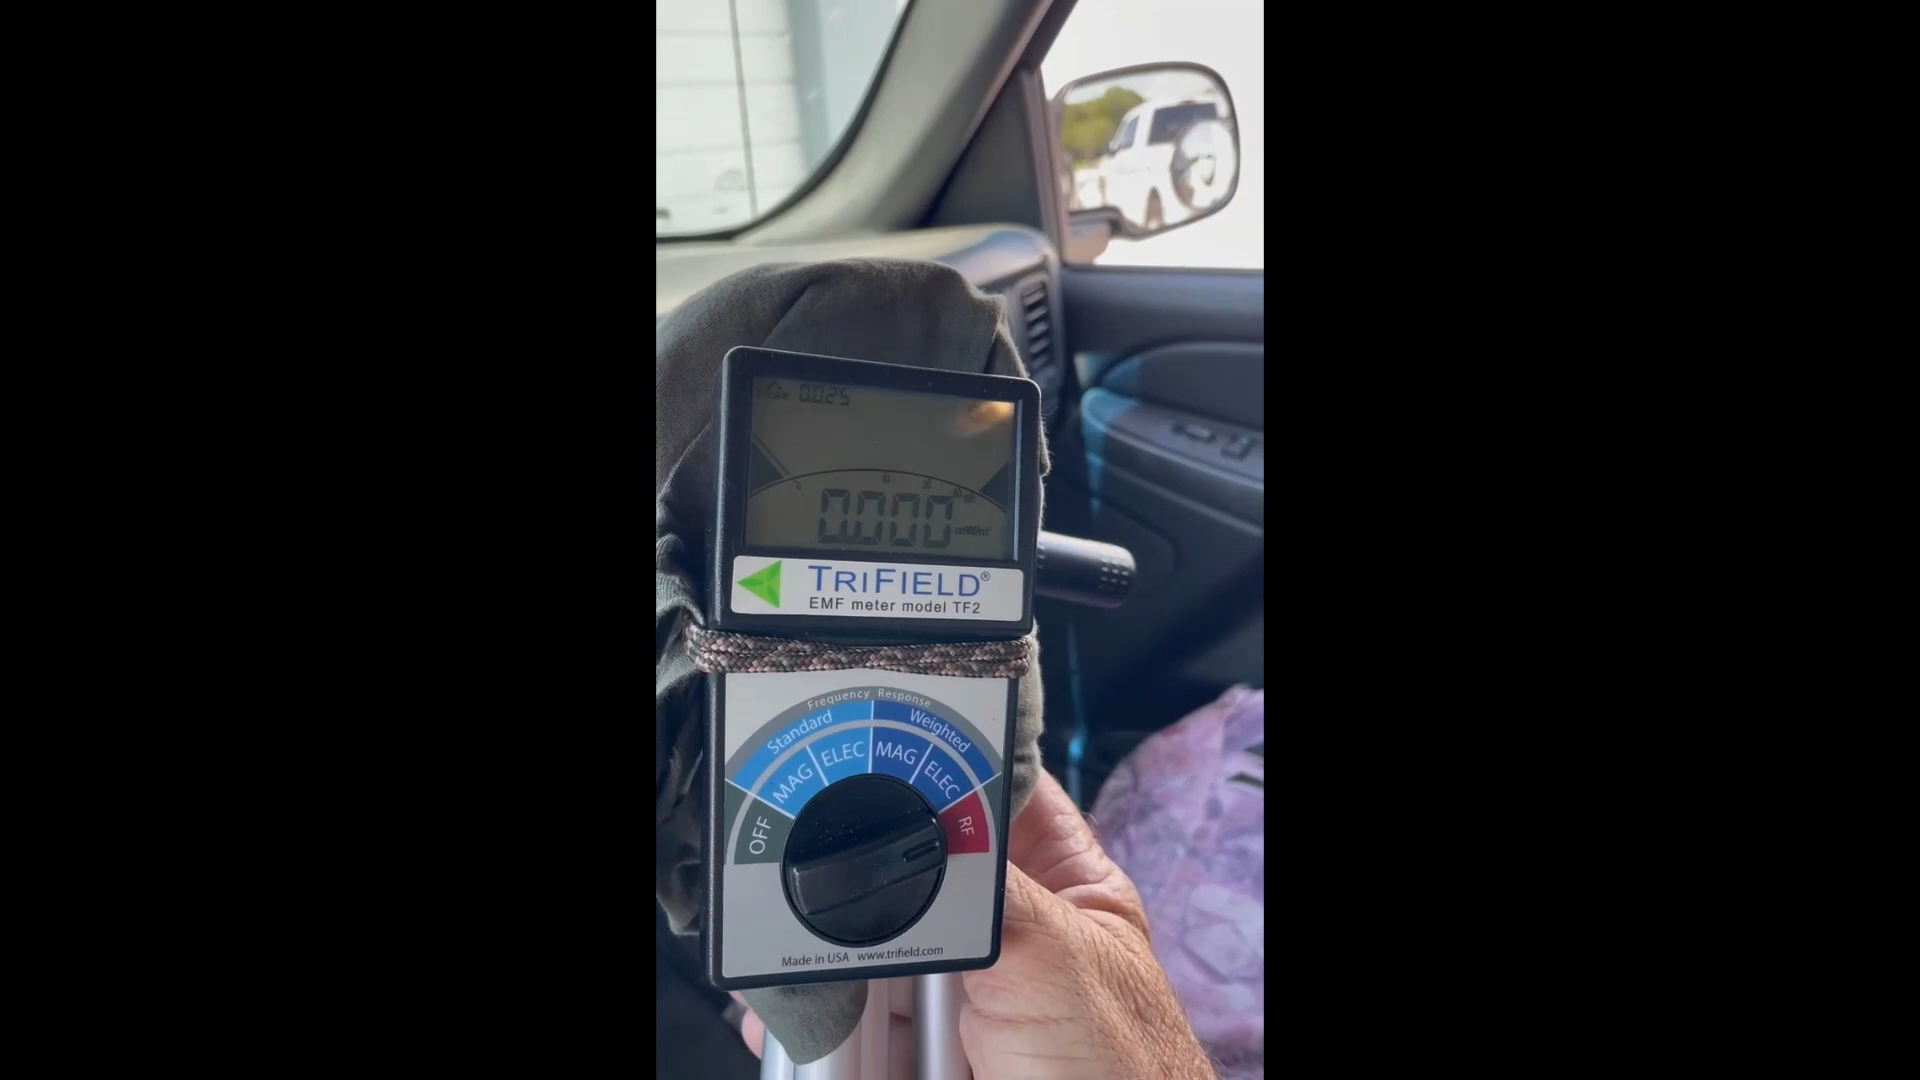 0.025
0.000 mW/m²
TRIFIELD®
EMF meter model TF2
Frequency Response
Standard Weighted
MAG ELEC MAG ELEC
OFF RF
Made in USA www.trifield.com